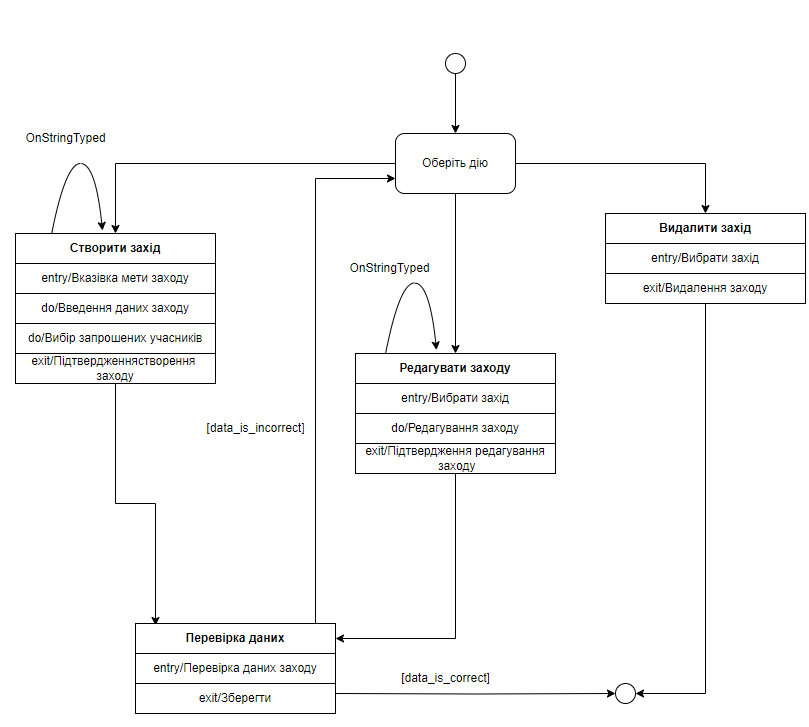 OnStringTyped
Оберіть дію
Створити захід
entry/Вказівка мети заходу
do/Введення даних заходу
do/Вибір запрошених учасників
exit/Підтвердженнястворення
заходу
Видалити захід
entry/Вибрати захід
exit/Видалення заходу
OnStringTyped
Редагувати заходу
entry/Вибрати захід
do/Редагування заходу
exit/Підтвердження редагування
заходу
[data_is_incorrect]
Перевірка даних
entry/Перевірка даних заходу
exit/Зберегти
[data_is_correct]